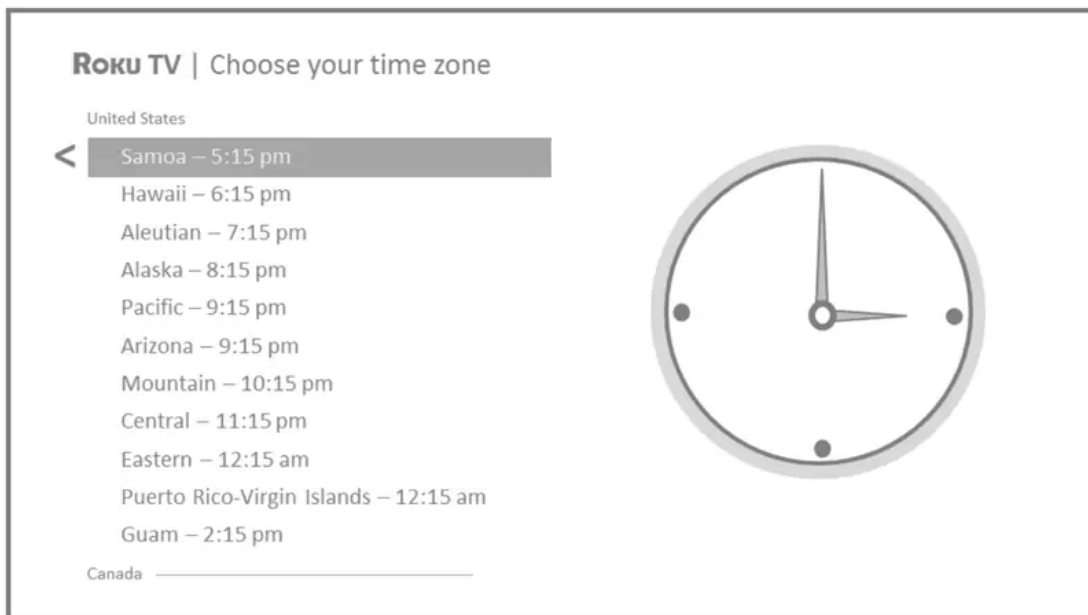 ROKU TV | Choose your time zone
United States
< Samoa – 5:15 pm
Hawaii – 6:15 pm
Aleutian – 7:15 pm
Alaska – 8:15 pm
Pacific – 9:15 pm
Arizona – 9:15 pm
Mountain – 10:15 pm
Central – 11:15 pm
Eastern – 12:15 am
Puerto Rico-Virgin Islands – 12:15 am
Guam – 2:15 pm
Canada